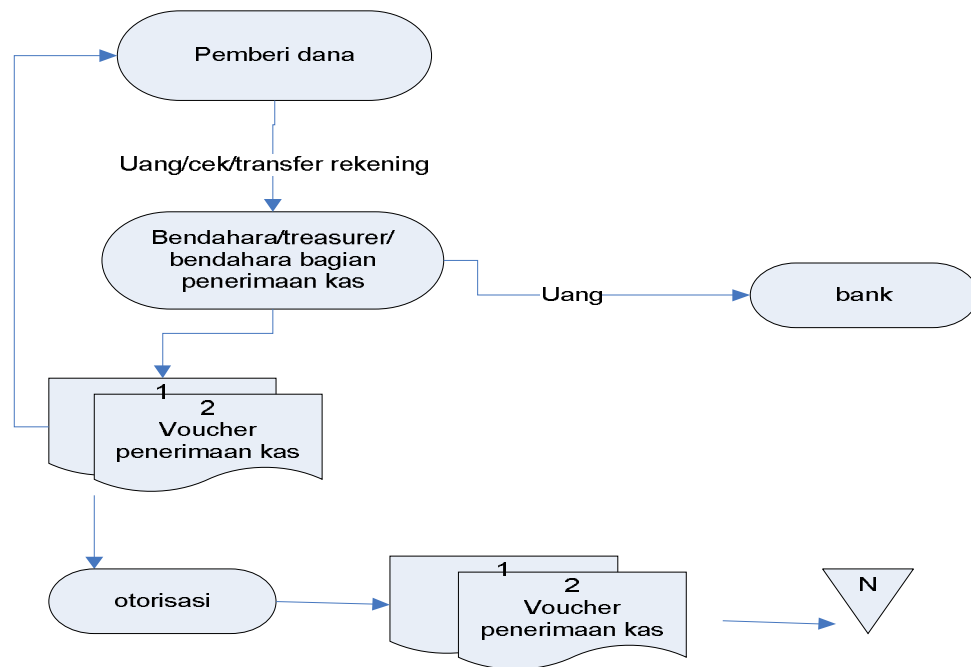 Pemberi dana
Uang/cek/transfer rekening
Bendahara/treasurer/
bendahara bagian
penerimaan kas
Uang
bank
1
2
Voucher
penerimaan kas
otorisasi
1
2
Voucher
penerimaan kas
N